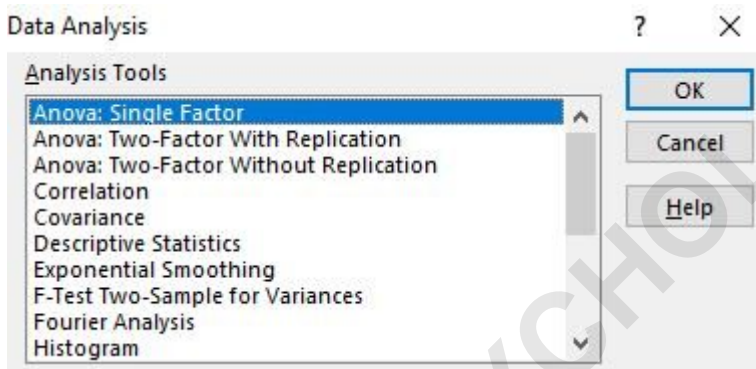 Data Analysis ? ×
Analysis Tools
Anova: Single Factor
Anova: Two-Factor With Replication
Anova: Two-Factor Without Replication
Correlation
Covariance
Descriptive Statistics
Exponential Smoothing
F-Test Two-Sample for Variances
Fourier Analysis
Histogram
OK
Cancel
Help